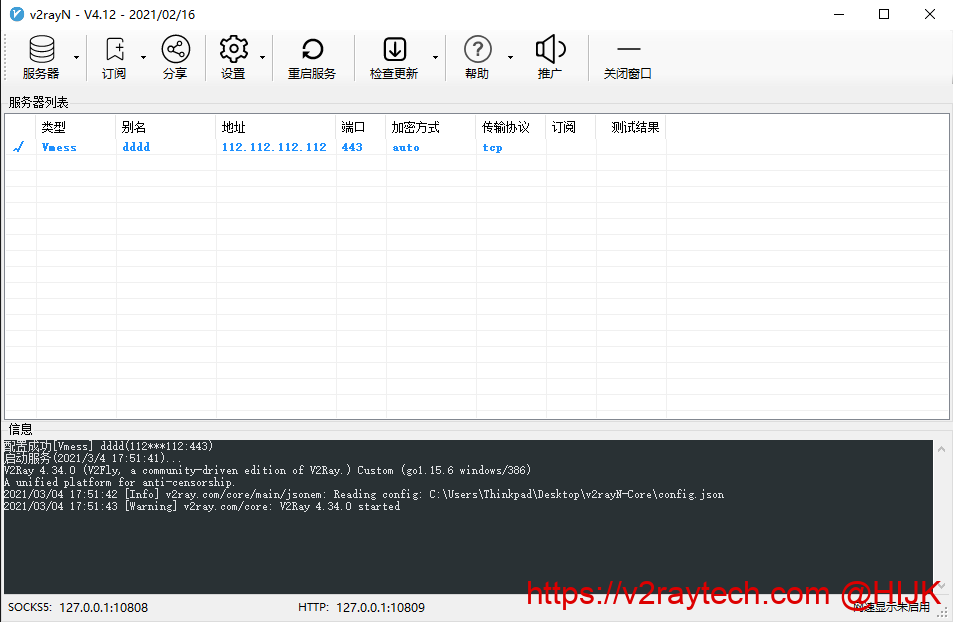 v2rayN - V4.12 - 2021/02/16
服务器 订阅 分享 设置 重启服务 检查更新 帮助 推广 关闭窗口
服务器列表
类型 别名 地址 端口 加密方式 传输协议 订阅 测试结果
Vmess dddd 112.112.112.112 443 auto tcp
信息
配置成功[Vmess] dddd(112***112:443)
启动服务(2021/3/4 17:51:41)...
V2Ray 4.34.0 (V2Fly, a community-driven edition of V2Ray.) Custom (go1.15.6 windows/386)
A unified platform for anti-censorship.
2021/03/04 17:51:42 [Info] v2ray.com/core/main/jsonem: Reading config: C:\Users\Thinkpad\Desktop\v2rayN-Core\config.json
2021/03/04 17:51:43 [Warning] v2ray.com/core: V2Ray 4.34.0 started
https://v2raytech.com @HIJK
SOCKS5: 127.0.0.1:10808 HTTP: 127.0.0.1:10809 网速显示未启用